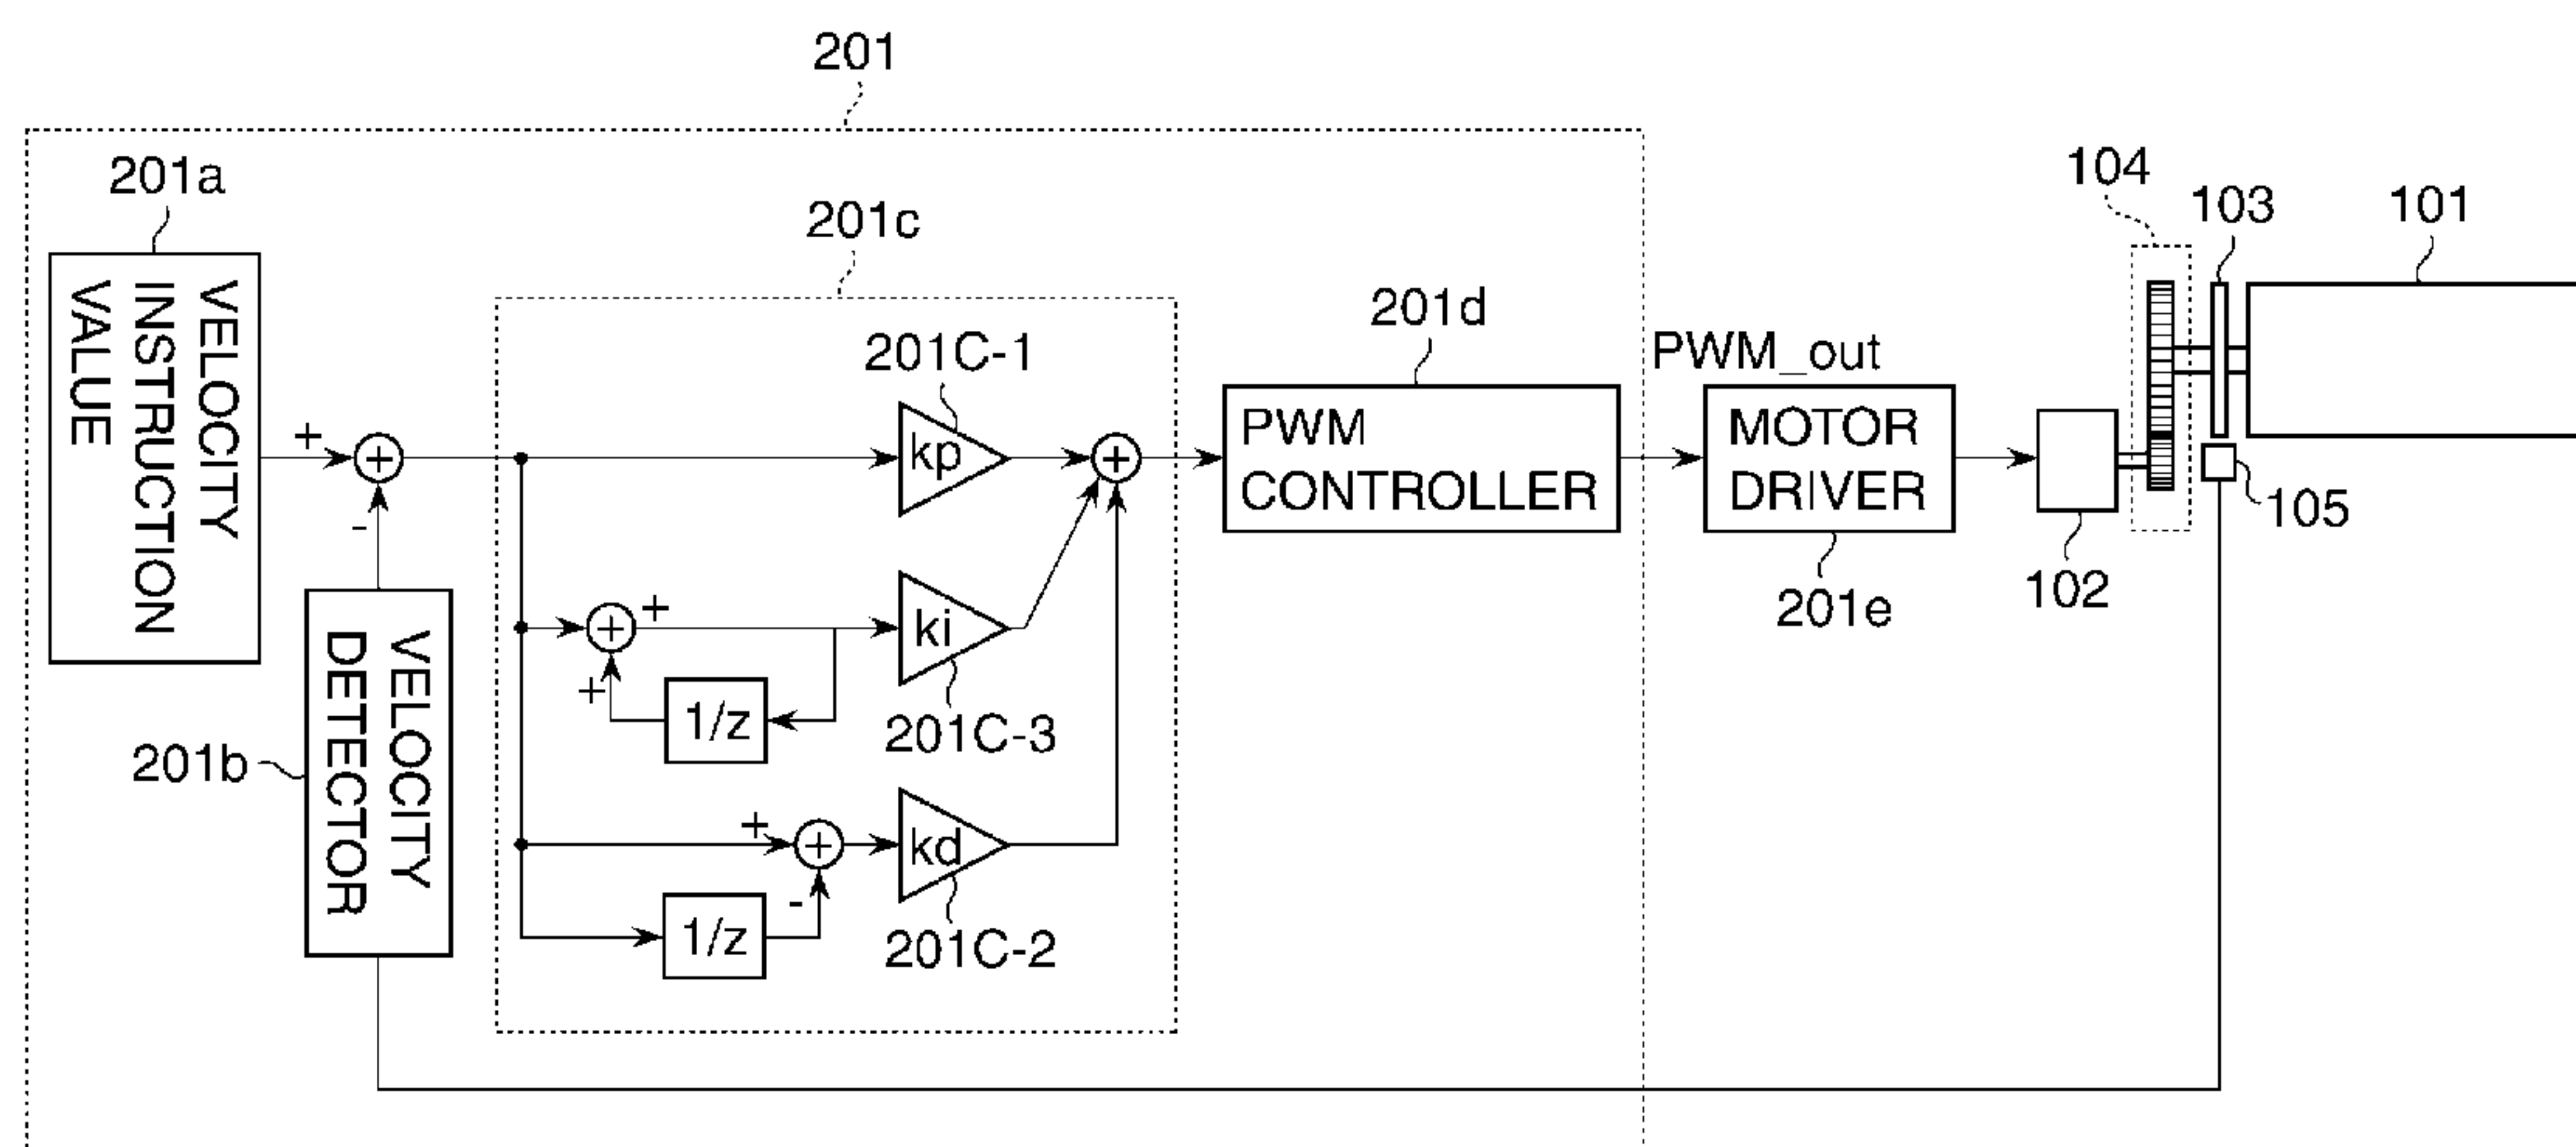 201
201a
VELOCITY
INSTRUCTION
VALUE
201c
201C-1
kp
201d
PWM
CONTROLLER
PWM_out
MOTOR
DRIVER
201e
102
104
103
101
105
+
+
-
201b
VELOCITY
DETECTOR
+
+
+
+
1/z
ki
201C-3
+
+
-
1/z
kd
201C-2